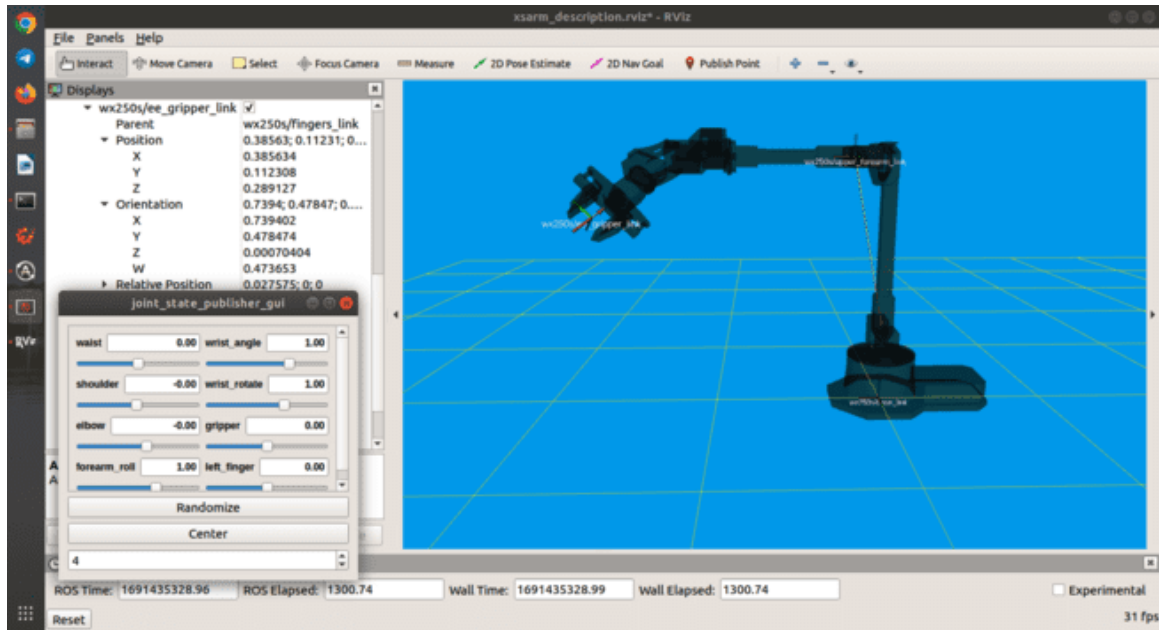 xsarm_description.rviz* - RViz
File Panels Help
Interact Move Camera Select Focus Camera Measure 2D Pose Estimate 2D Nav Goal Publish Point
Displays
wx250s/ee_gripper_link
Parent wx250s/fingers_link
Position 0.38563; 0.11231; 0...
X 0.385634
Y 0.112308
Z 0.289127
Orientation 0.7394; 0.47847; 0....
X 0.739402
Y 0.478474
Z 0.00070404
W 0.473653
Relative Position 0.027575; 0; 0
wx250s/upper_forearm_link
wx250s/ee_gripper_link
joint_state_publisher_gui
waist 0.00 wrist_angle 1.00
shoulder -0.00 wrist_rotate 1.00
elbow -0.00 gripper 0.00
forearm_roll 1.00 left_finger 0.00
Randomize
Center
4
ROS Time: 1691435328.96 ROS Elapsed: 1300.74 Wall Time: 1691435328.99 Wall Elapsed: 1300.74 Experimental
Reset 31 fps
RViz